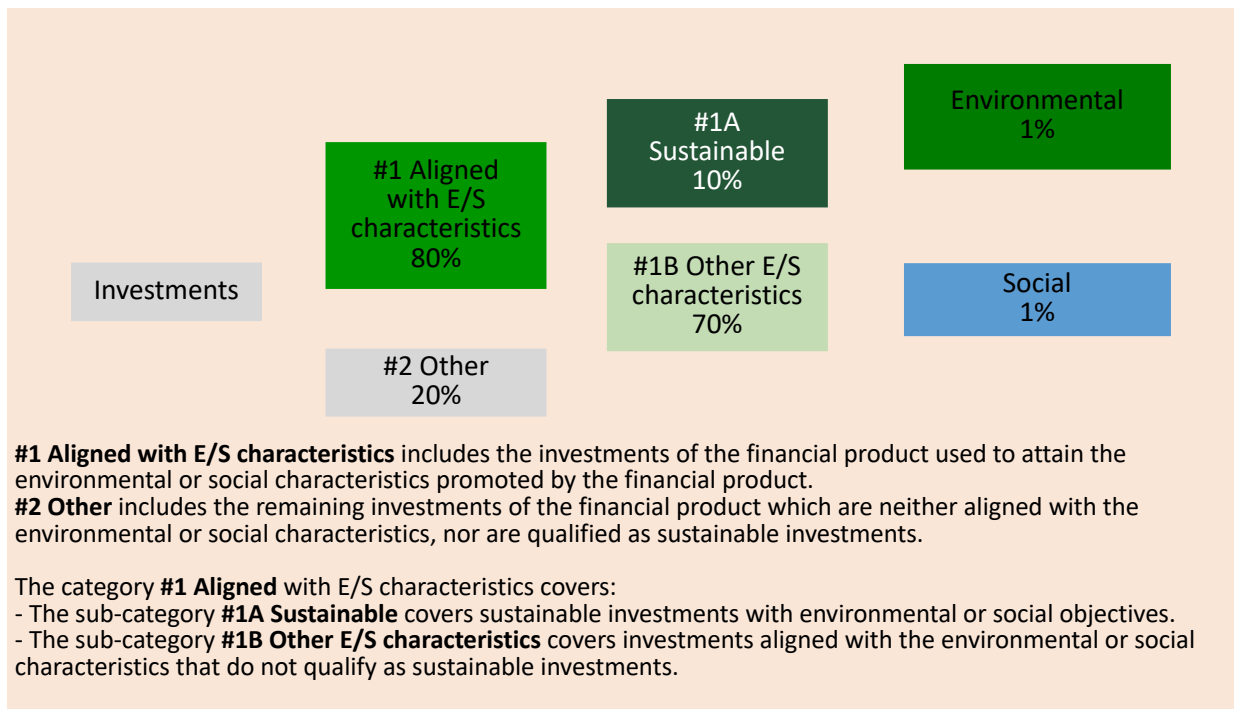 Investments
#1 Aligned
with E/S
characteristics
80%
#2 Other
20%
#1A
Sustainable
10%
#1B Other E/S
characteristics
70%
Environmental
1%
Social
1%
#1 Aligned with E/S characteristics includes the investments of the financial product used to attain the
environmental or social characteristics promoted by the financial product.
#2 Other includes the remaining investments of the financial product which are neither aligned with the
environmental or social characteristics, nor are qualified as sustainable investments.
The category #1 Aligned with E/S characteristics covers:
- The sub-category #1A Sustainable covers sustainable investments with environmental or social objectives.
- The sub-category #1B Other E/S characteristics covers investments aligned with the environmental or social
characteristics that do not qualify as sustainable investments.